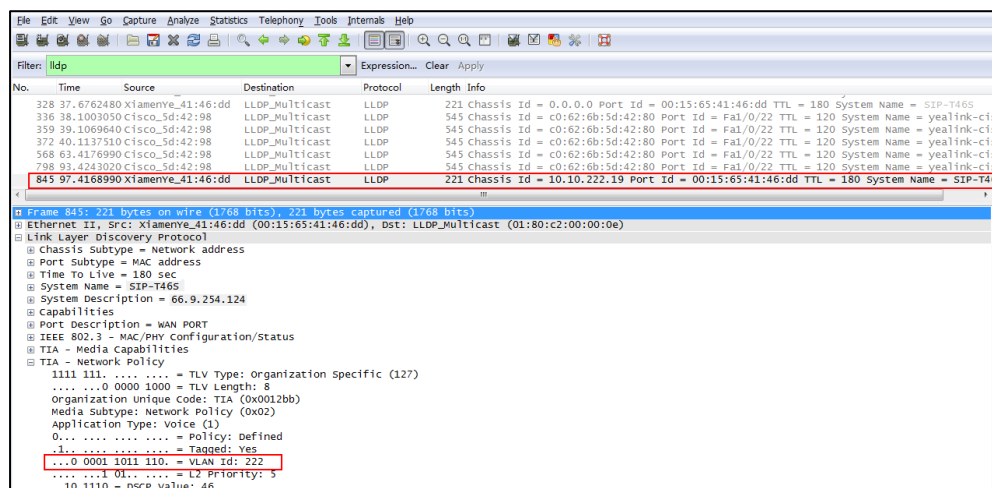 File Edit View Go Capture Analyze Statistics Telephony Tools Internals Help
Filter: lldp Expression... Clear Apply
No. Time Source Destination Protocol Length Info
328 37.6762480 XiamenYe_41:46:dd LLDP_Multicast LLDP 221 Chassis Id = 0.0.0.0 Port Id = 00:15:65:41:46:dd TTL = 180 System Name = SIP-T46S
336 38.1003050 Cisco_5d:42:98 LLDP_Multicast LLDP 545 Chassis Id = c0:62:6b:5d:42:80 Port Id = Fa1/0/22 TTL = 120 System Name = yealink-cis
359 39.1069640 Cisco_5d:42:98 LLDP_Multicast LLDP 545 Chassis Id = c0:62:6b:5d:42:80 Port Id = Fa1/0/22 TTL = 120 System Name = yealink-cis
372 40.1137510 Cisco_5d:42:98 LLDP_Multicast LLDP 545 Chassis Id = c0:62:6b:5d:42:80 Port Id = Fa1/0/22 TTL = 120 System Name = yealink-cis
568 63.4176990 Cisco_5d:42:98 LLDP_Multicast LLDP 545 Chassis Id = c0:62:6b:5d:42:80 Port Id = Fa1/0/22 TTL = 120 System Name = yealink-cis
798 93.4243020 Cisco_5d:42:98 LLDP_Multicast LLDP 545 Chassis Id = c0:62:6b:5d:42:80 Port Id = Fa1/0/22 TTL = 120 System Name = yealink-cis
845 97.4168990 XiamenYe_41:46:dd LLDP_Multicast LLDP 221 Chassis Id = 10.10.222.19 Port Id = 00:15:65:41:46:dd TTL = 180 System Name = SIP-T4
Frame 845: 221 bytes on wire (1768 bits), 221 bytes captured (1768 bits)
Ethernet II, Src: XiamenYe_41:46:dd (00:15:65:41:46:dd), Dst: LLDP_Multicast (01:80:c2:00:00:0e)
Link Layer Discovery Protocol
Chassis Subtype = Network address
Port Subtype = MAC address
Time To Live = 180 sec
System Name = SIP-T46S
System Description = 66.9.254.124
Capabilities
Port Description = WAN PORT
IEEE 802.3 - MAC/PHY Configuration/Status
TIA - Media Capabilities
TIA - Network Policy
1111 111. .... .... = TLV Type: Organization Specific (127)
.... ...0 0000 1000 = TLV Length: 8
Organization Unique Code: TIA (0x0012bb)
Media Subtype: Network Policy (0x02)
Application Type: Voice (1)
0... .... .... .... = Policy: Defined
.1.. .... .... .... = Tagged: Yes
...0 0001 1011 110. = VLAN Id: 222
.... ...1 01.. .... = L2 Priority: 5
..10 1110 = DSCP Value: 46